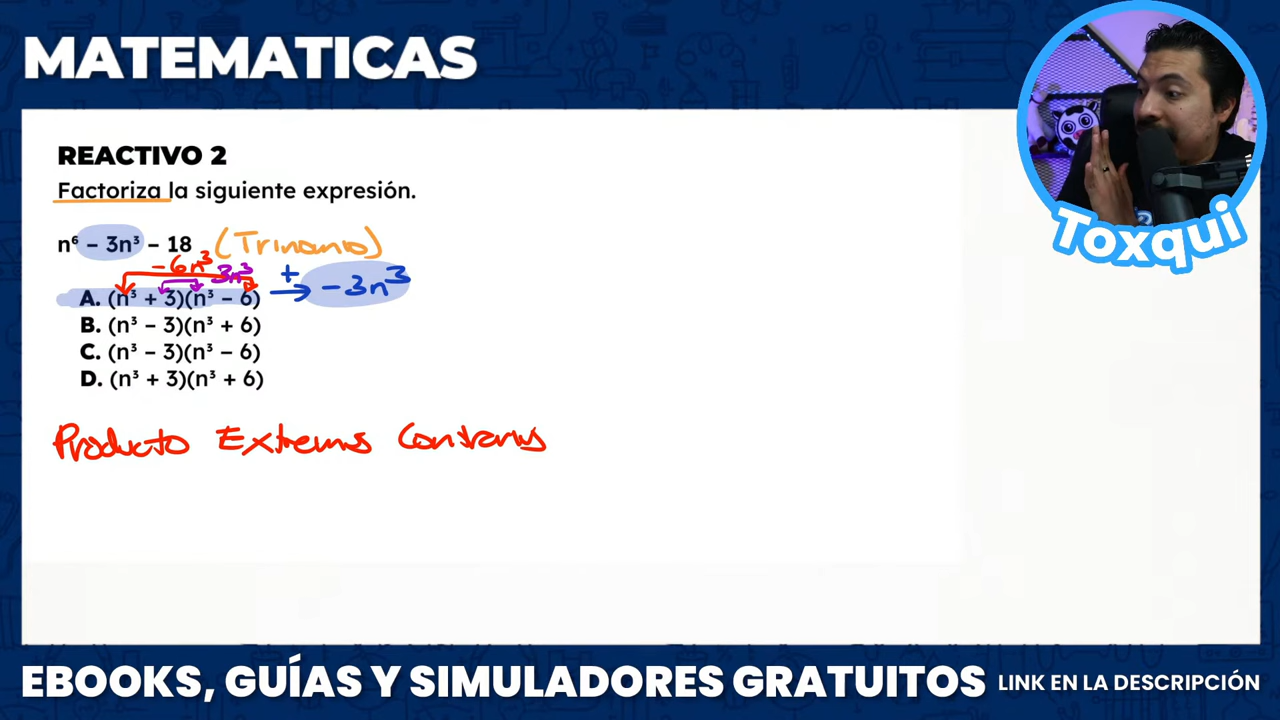 MATEMATICAS
Toxqui
REACTIVO 2
Factoriza la siguiente expresión.
n⁶ – 3n³ – 18 (Trinomio)
-6n³ 3n³ +
A. (n³ + 3)(n³ – 6) → -3n³
B. (n³ – 3)(n³ + 6)
C. (n³ – 3)(n³ – 6)
D. (n³ + 3)(n³ + 6)
Producto Extremos Contrarios
EBOOKS, GUÍAS Y SIMULADORES GRATUITOS LINK EN LA DESCRIPCIÓN